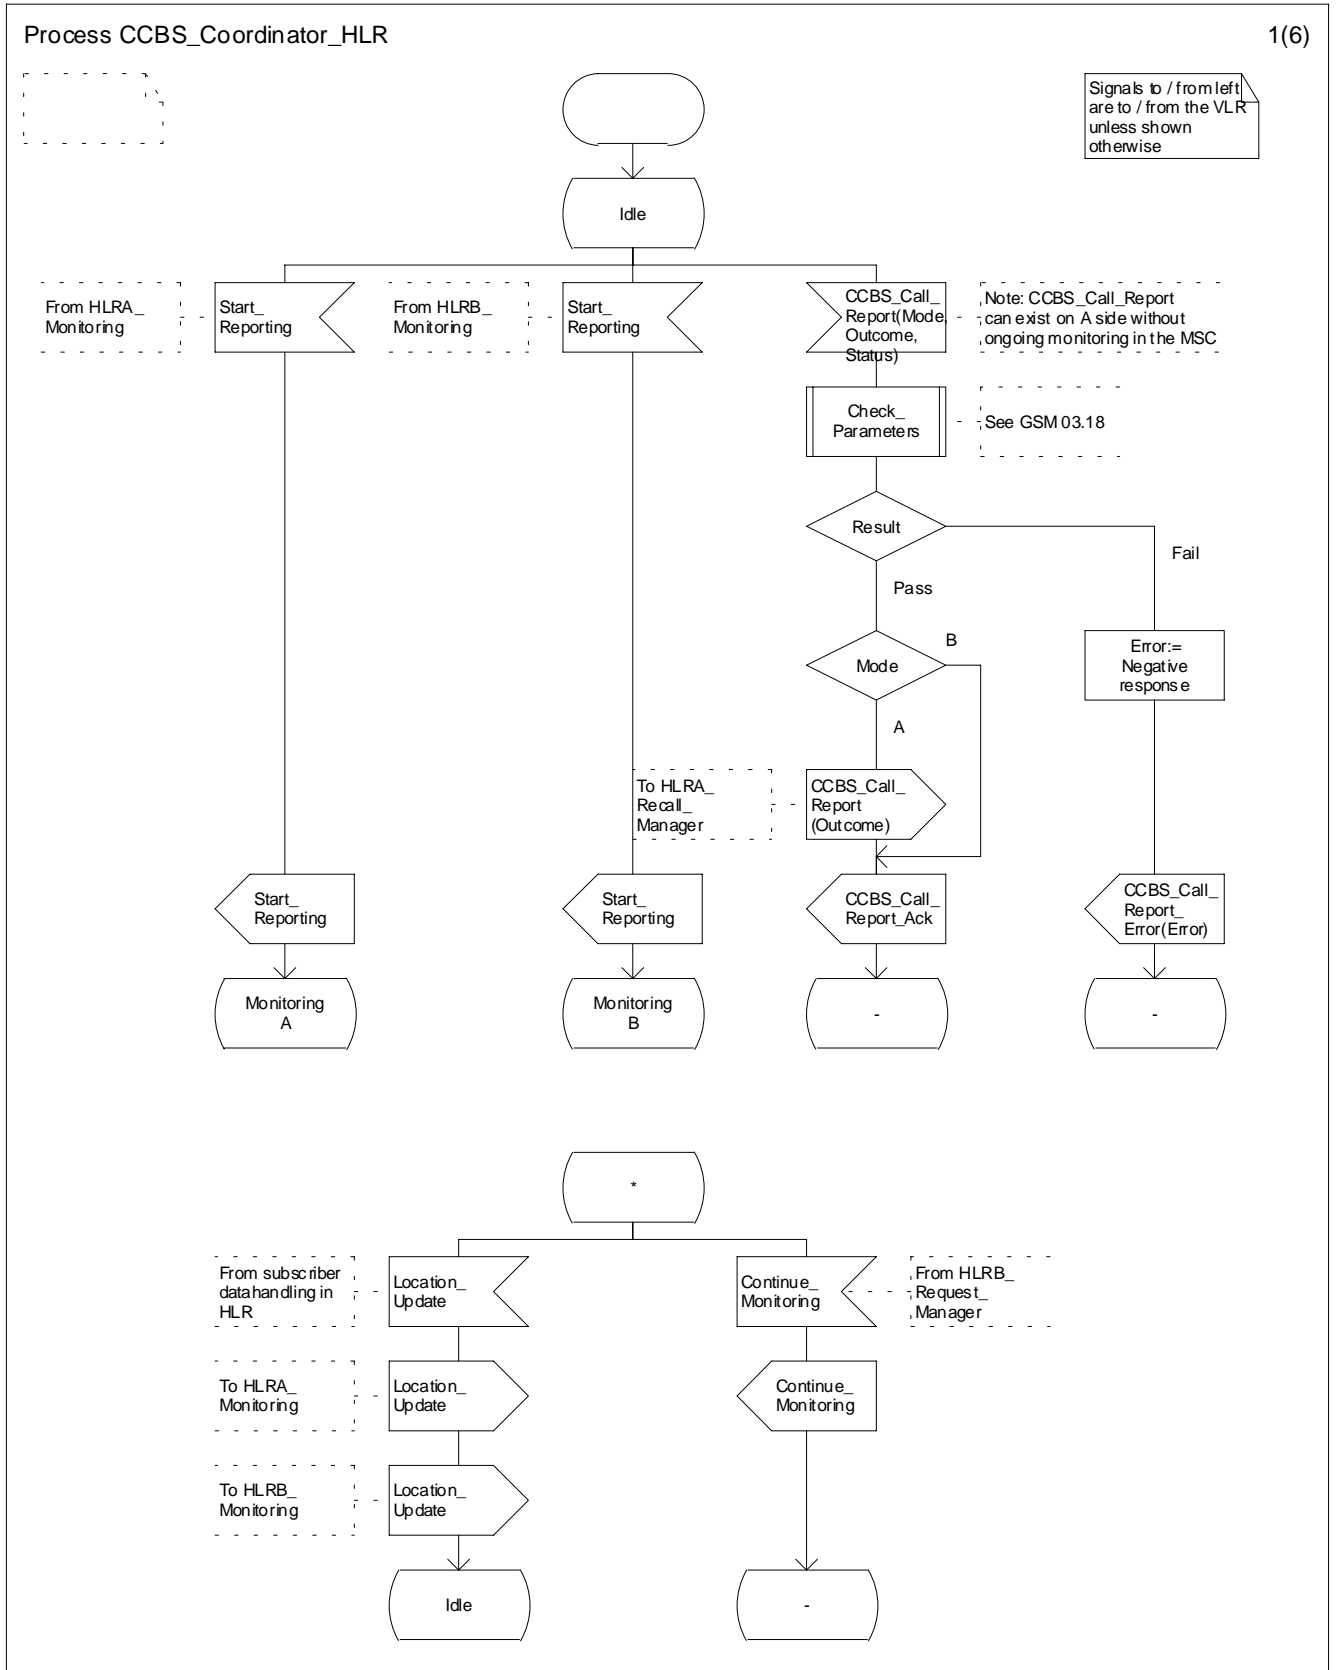 Process CCBS_Coordinator_HLR
1(6)
Signals to / from left
are to / from the VLR
unless shown
otherwise
Idle
From HLRA_
Monitoring
Start_
Reporting
From HLRB_
Monitoring
Start_
Reporting
CCBS_Call_
Report(Mode,
Outcome,
Status)
Note: CCBS_Call_Report
can exist on A side without
ongoing monitoring in the MSC
Check_
Parameters
See GSM 03.18
Result
Fail
Pass
B
Mode
Error:=
Negative
response
A
To HLRA_
Recall_
Manager
CCBS_Call_
Report
(Outcome)
Start_
Reporting
Start_
Reporting
CCBS_Call_
Report_Ack
CCBS_Call_
Report_
Error(Error)
Monitoring
A
Monitoring
B
-
-
*
From subscriber
datahandling in
HLR
Location_
Update
Continue_
Monitoring
From HLRB_
Request_
Manager
To HLRA_
Monitoring
Location_
Update
Continue_
Monitoring
To HLRB_
Monitoring
Location_
Update
Idle
-